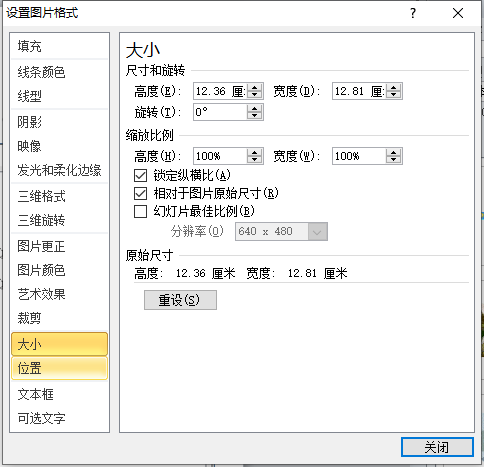 设置图片格式
填充
线条颜色
线型
阴影
映像
发光和柔化边缘
三维格式
三维旋转
图片更正
图片颜色
艺术效果
裁剪
大小
位置
文本框
可选文字
大小
尺寸和旋转
高度(E): 12.36 厘 宽度(D): 12.81 厘
旋转(T): 0°
缩放比例
高度(H): 100% 宽度(W): 100%
锁定纵横比(A)
相对于图片原始尺寸(R)
幻灯片最佳比例(B)
分辨率(O) 640 x 480
原始尺寸
高度: 12.36 厘米 宽度: 12.81 厘米
重设(S)
关闭